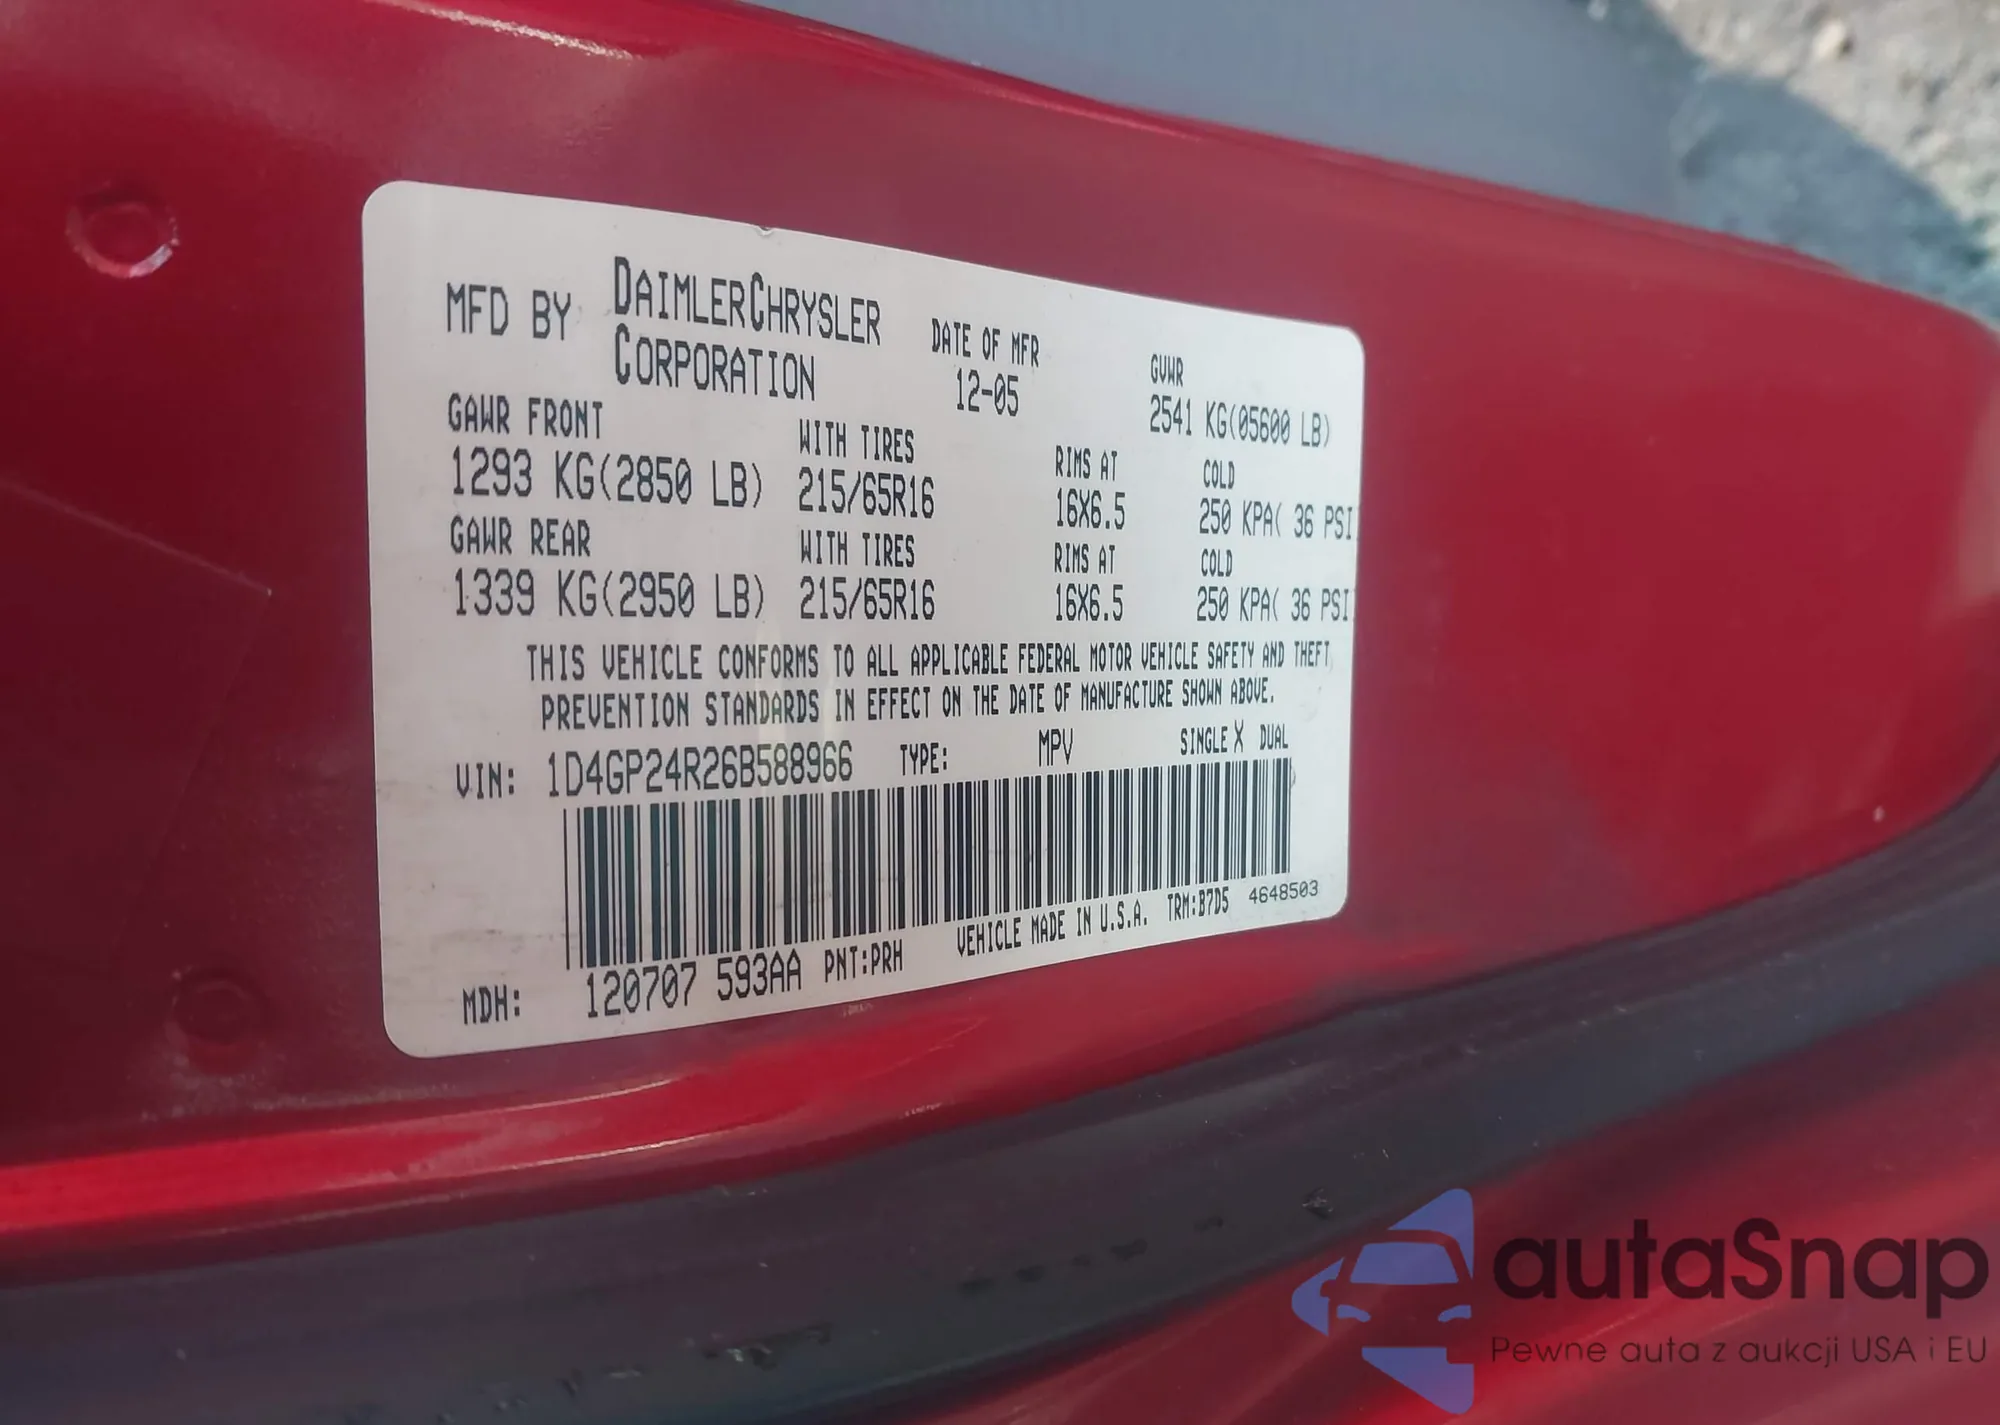 MFD BY DAIMLERCHRYSLER CORPORATION
DATE OF MFR
12-05
GVWR
2541 KG(05600 LB)
GAWR FRONT WITH TIRES RIMS AT COLD
1293 KG(2850 LB) 215/65R16 16X6.5 250 KPA( 36 PSI
GAWR REAR WITH TIRES RIMS AT COLD
1339 KG(2950 LB) 215/65R16 16X6.5 250 KPA( 36 PSI
THIS VEHICLE CONFORMS TO ALL APPLICABLE FEDERAL MOTOR VEHICLE SAFETY AND THEFT
PREVENTION STANDARDS IN EFFECT ON THE DATE OF MANUFACTURE SHOWN ABOVE.
VIN: 1D4GP24R26B588966 TYPE: MPV SINGLE X DUAL
MDH: 120707 593AA PNT:PRH VEHICLE MADE IN U.S.A. TRM:B7D5 4648503
autaSnap
Pewne auta z aukcji USA i EU